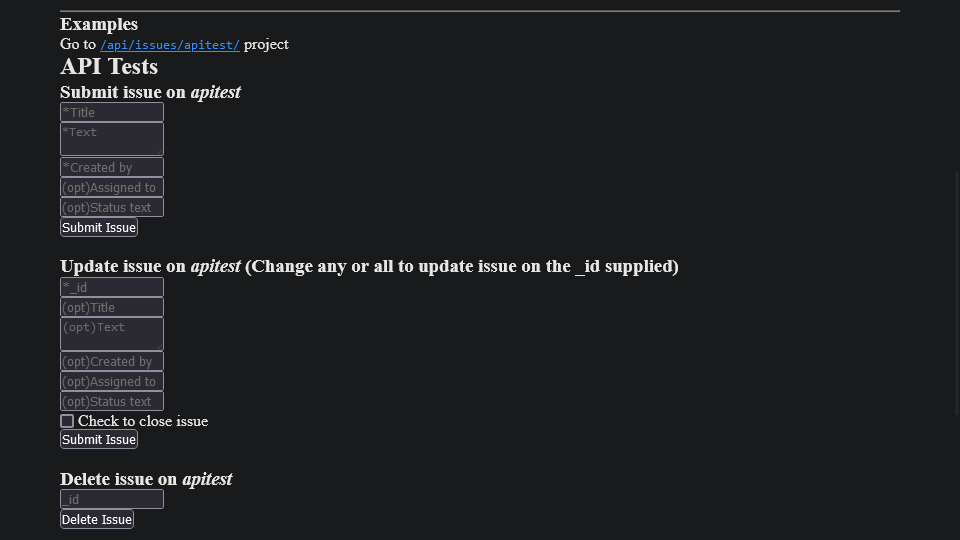 Examples
Go to /api/issues/apitest/ project
API Tests
Submit issue on apitest
*Title
*Text
*Created by
(opt)Assigned to
(opt)Status text
Submit Issue
Update issue on apitest (Change any or all to update issue on the _id supplied)
*_id
(opt)Title
(opt)Text
(opt)Created by
(opt)Assigned to
(opt)Status text
Check to close issue
Submit Issue
Delete issue on apitest
_id
Delete Issue